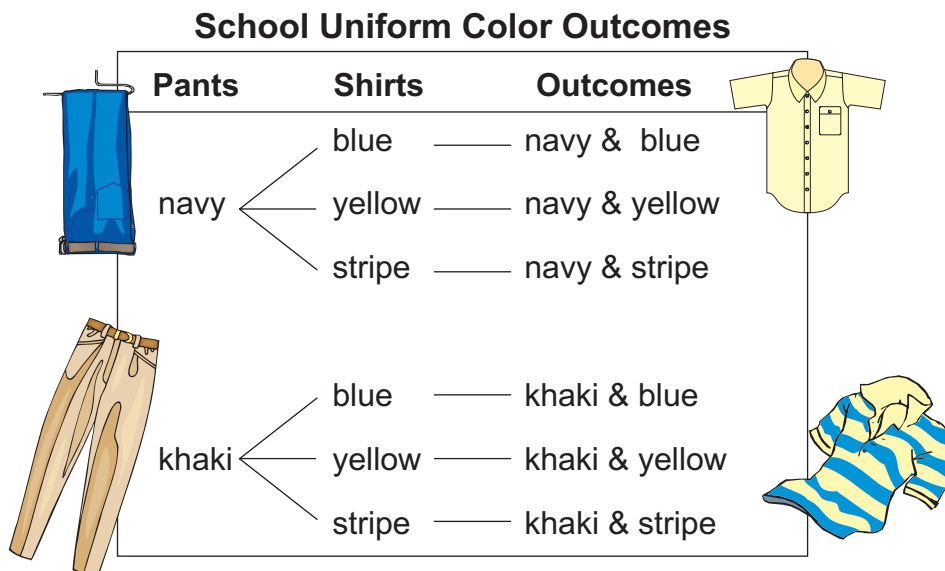 School Uniform Color Outcomes
Pants Shirts Outcomes
blue navy & blue
navy yellow navy & yellow
stripe navy & stripe
blue khaki & blue
khaki yellow khaki & yellow
stripe khaki & stripe